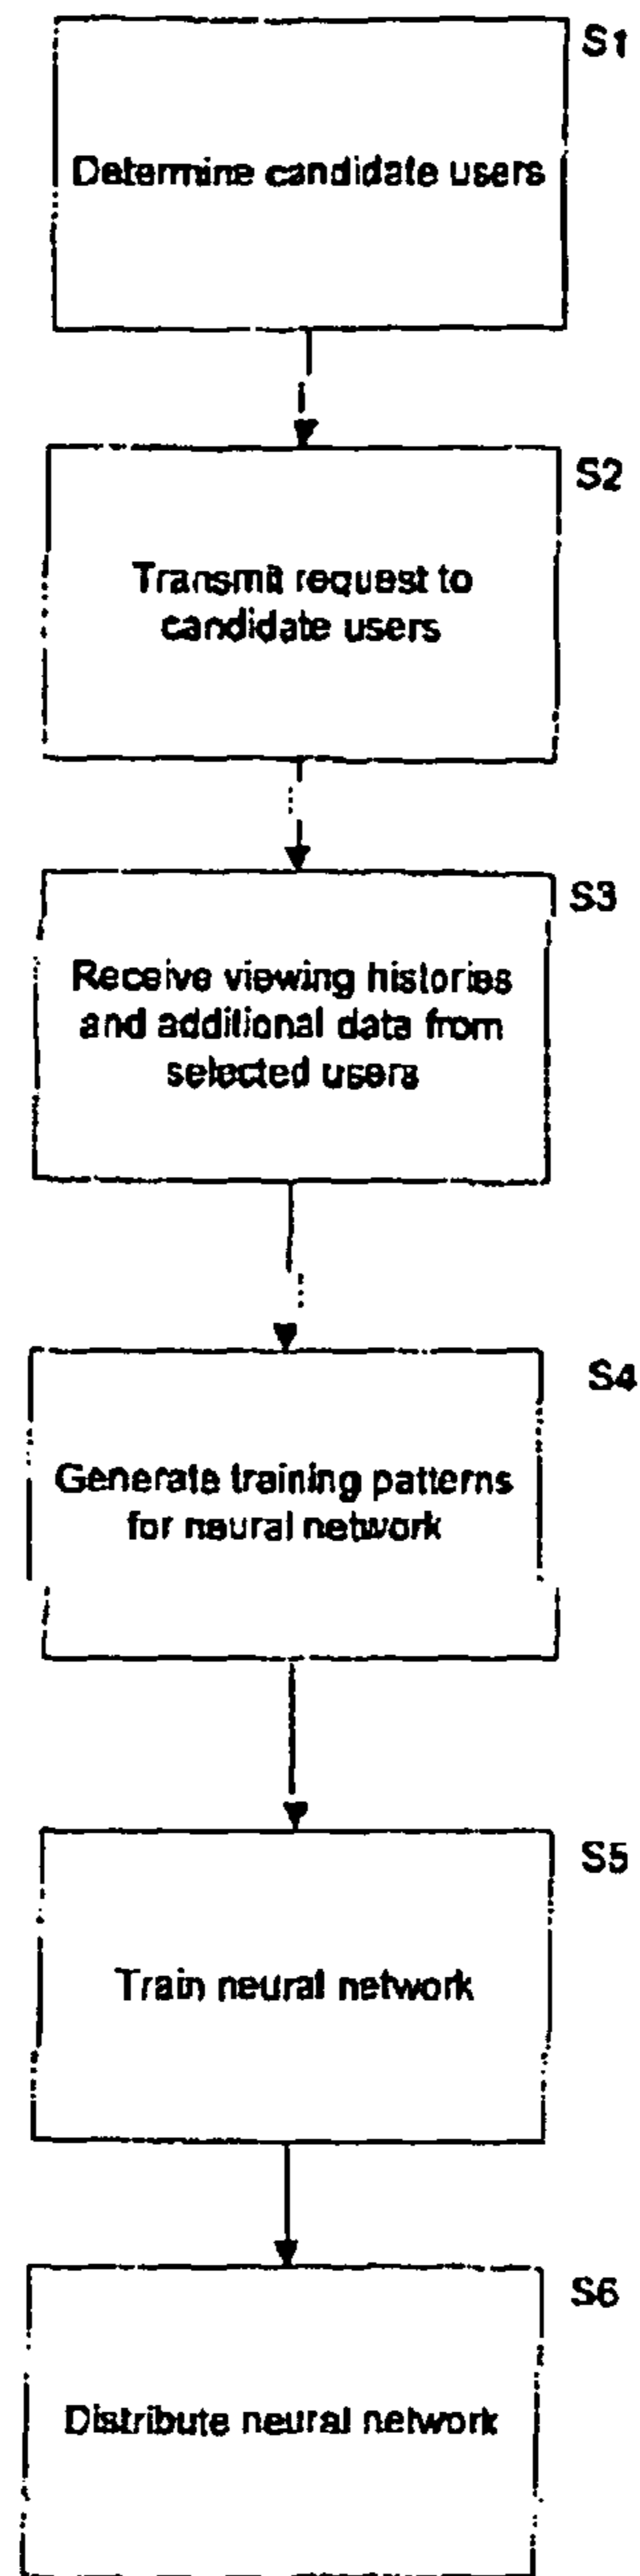 S1
Determine candidate users
S2
Transmit request to
candidate users
S3
Receive viewing histories
and additional data from
selected users
S4
Generate training patterns
for neural network
S5
Train neural network
S6
Distribute neural network